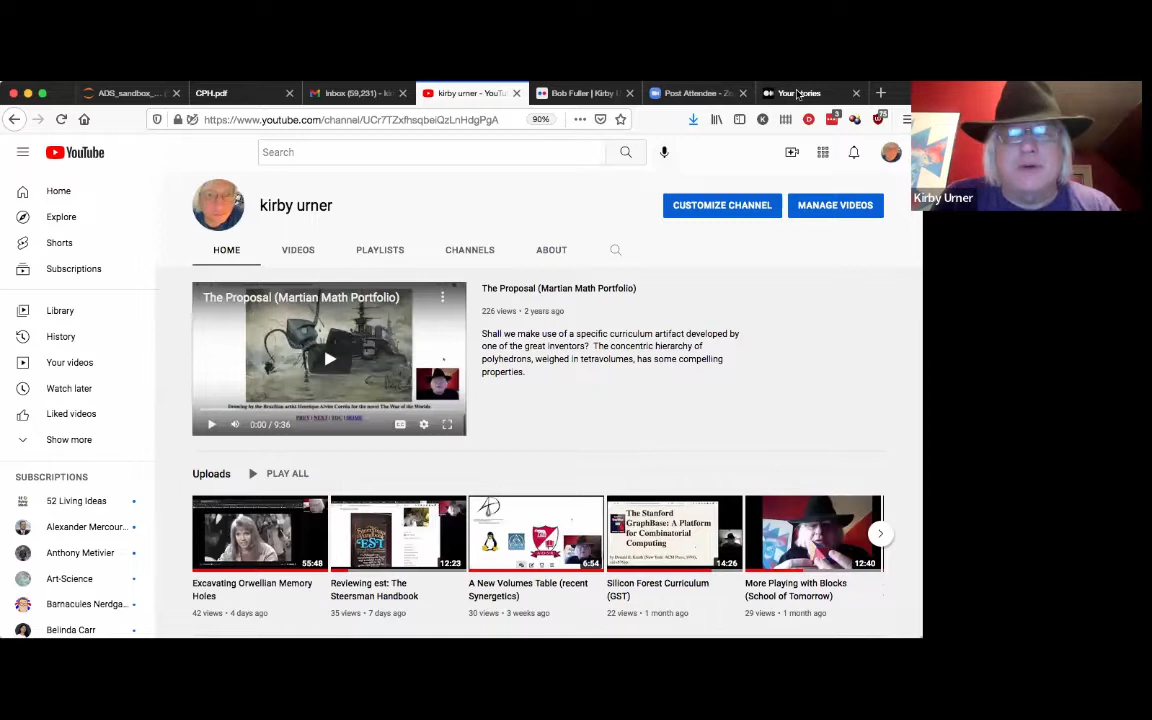 ADS_sandbox_...
CPH.pdf
Inbox (59,231) - ki
kirby urner - YouTu
Bob Fuller | Kirby U
Post Attendee - Zo
Your stories
https://www.youtube.com/channel/UCr7TZxfhsqbeiQzLnHdgPgA
90%
YouTube
Search
Kirby Urner
Home
Explore
Shorts
Subscriptions
Library
History
Your videos
Watch later
Liked videos
Show more
SUBSCRIPTIONS
52 Living Ideas
Alexander Mercour...
Anthony Metivier
Art-Science
Barnacules Nerdga...
Belinda Carr
kirby urner
CUSTOMIZE CHANNEL
MANAGE VIDEOS
HOME
VIDEOS
PLAYLISTS
CHANNELS
ABOUT
The Proposal (Martian Math Portfolio)
0:00 / 9:36
The Proposal (Martian Math Portfolio)
226 views • 2 years ago
Shall we make use of a specific curriculum artifact developed by
one of the great inventors? The concentric hierarchy of
polyhedrons, weighed in tetravolumes, has some compelling
properties.
Uploads
PLAY ALL
55:48
Excavating Orwellian Memory
Holes
42 views • 4 days ago
12:23
Reviewing est: The
Steersman Handbook
35 views • 7 days ago
6:54
A New Volumes Table (recent
Synergetics)
30 views • 3 weeks ago
The Stanford
GraphBase: A Platform
for Combinatorial
Computing
14:26
Silicon Forest Curriculum
(GST)
22 views • 1 month ago
12:40
More Playing with Blocks
(School of Tomorrow)
29 views • 1 month ago